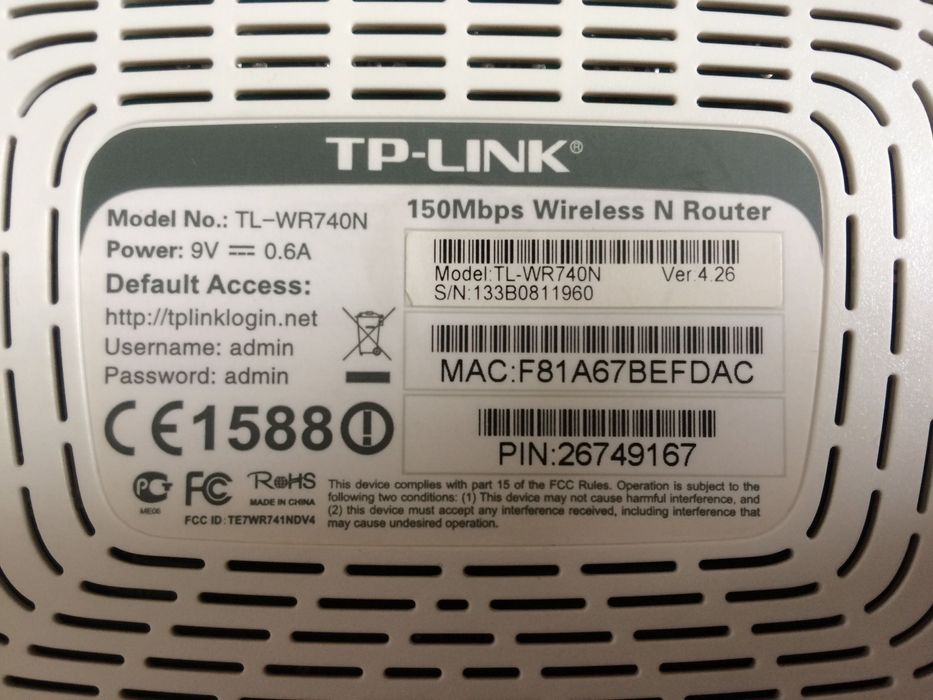 TP-LINK®
Model No.: TL-WR740N
Power: 9V 0.6A
Default Access:
http://tplinklogin.net
Username: admin
Password: admin
CE1588
ME06
FC
RoHS
MADE IN CHINA
FCC ID: TE7WR741NDV4
150Mbps Wireless N Router
Model:TL-WR740N Ver:4.26
S/N:133B0811960
MAC:F81A67BEFDAC
PIN:26749167
This device complies with part 15 of the FCC Rules. Operation is subject to the
following two conditions: (1) This device may not cause harmful interference, and
(2) this device must accept any interference received, including interference that
may cause undesired operation.